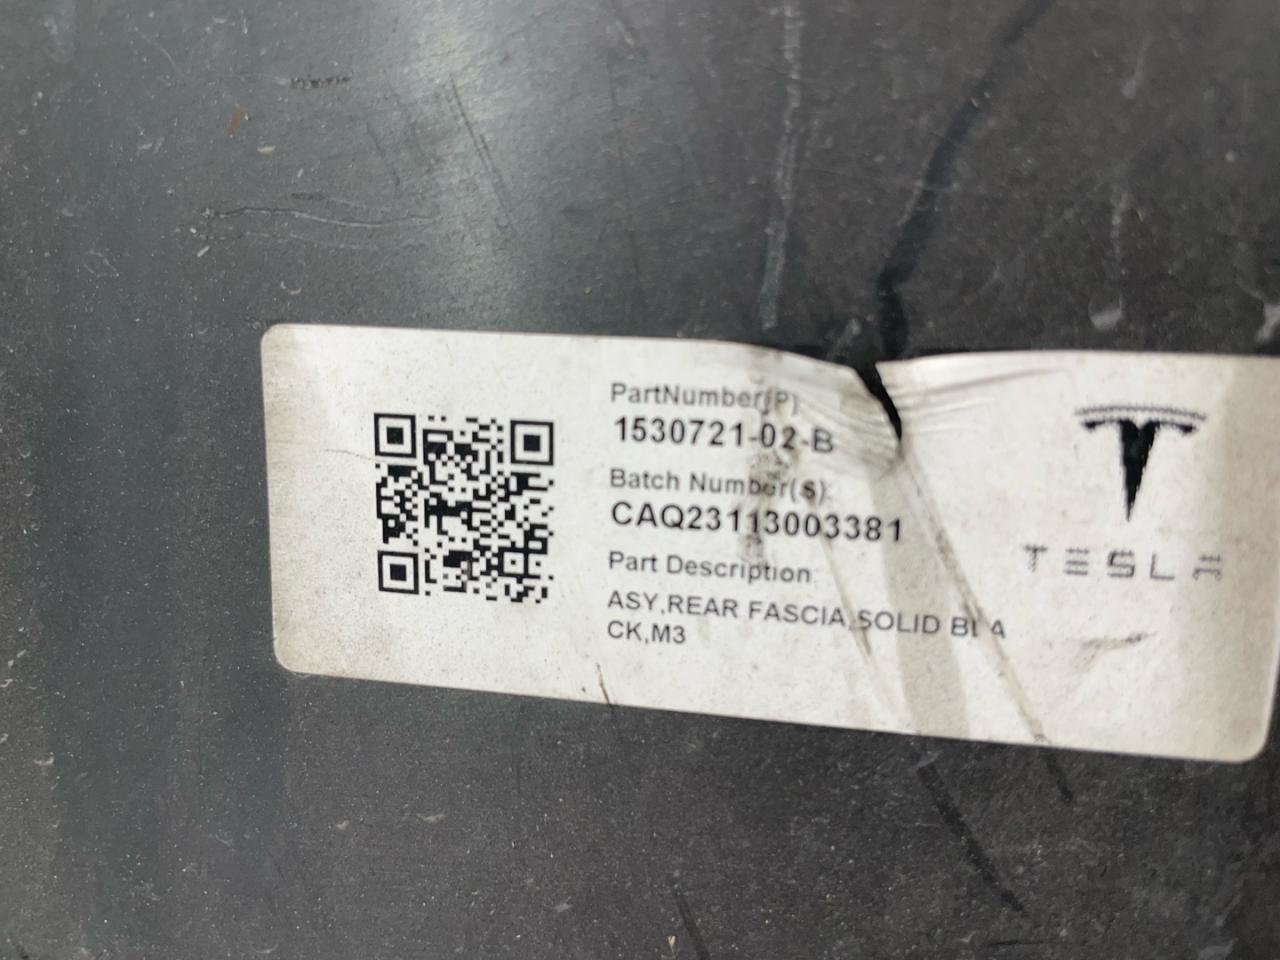 PartNumber(P)
1530721-02-B
Batch Number(S)
CAQ23113003381
Part Description
ASY,REAR FASCIA,SOLID BLA
CK,M3
TESLA